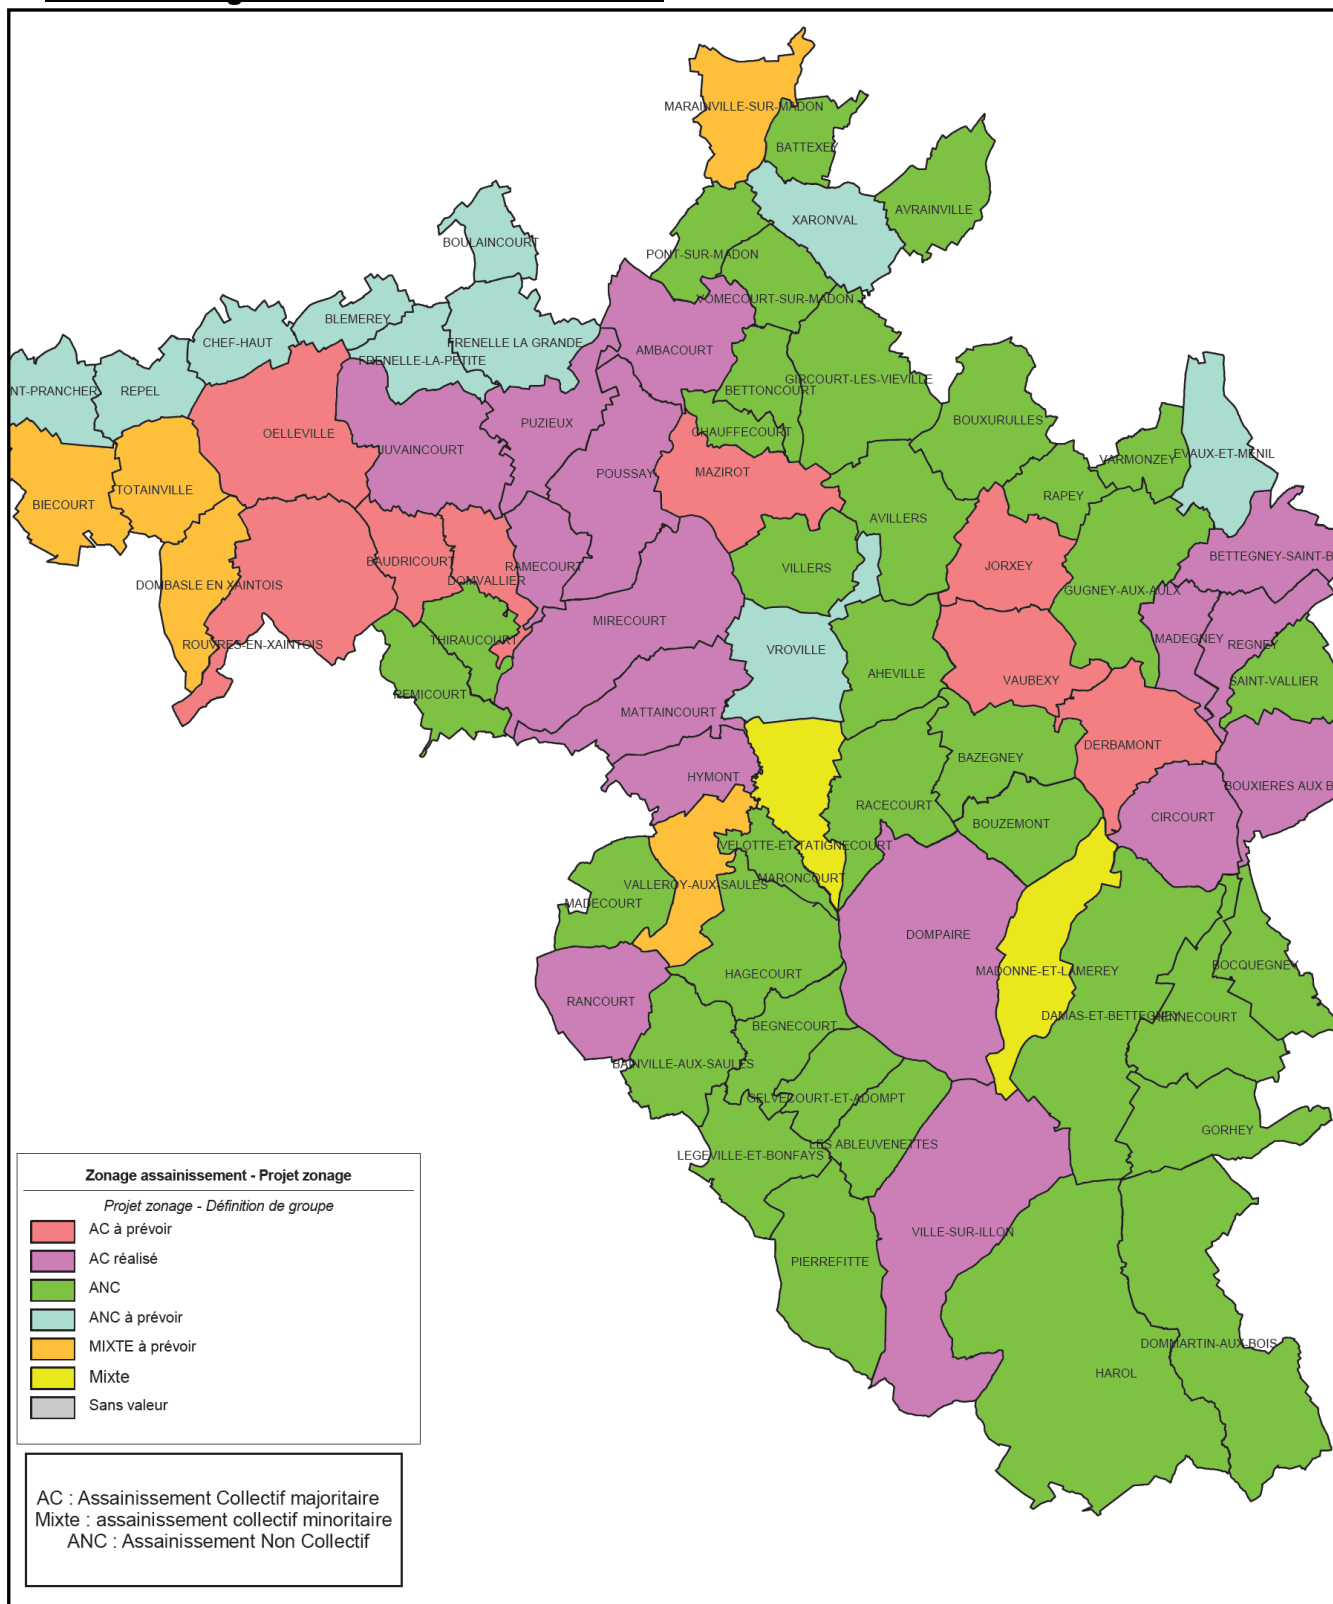 MARAINVILLE-SUR-MADON
BATTEXEY
AVRAINVILLE
XARONVAL
BOULAINCOURT
PONT-SUR-MADON
VOMECOURT-SUR-MADON
BLEMEREY
CHEF-HAUT
FRENELLE LA GRANDE
AMBACOURT
FRENELLE-LA-PETITE
GIRCOURT-LES-VIEVILLE
NT-PRANCHER
REPEL
BETTONCOURT
BOUXURULLES
PUZIEUX
OELLEVILLE
CHAUFFECOURT
JUVAINCOURT
EVAUX-ET-MENIL
VARMONZEY
POUSSAY
MAZIROT
TOTAINVILLE
RAPEY
BIECOURT
AVILLERS
BETTEGNEY-SAINT-B
BAUDRICOURT
RAMECOURT
VILLERS
JORXEY
DOMVALLIER
DOMBASLE EN XAINTOIS
GUGNEY-AUX-AULX
MIRECOURT
THIRAUCOURT
MADEGNEY
REGNEY
ROUVRES-EN-XAINTOIS
VROVILLE
AHEVILLE
VAUBEXY
SAINT-VALLIER
REMICOURT
MATTAINCOURT
DERBAMONT
BAZEGNEY
HYMONT
BOUXIERES AUX B
RACECOURT
CIRCOURT
BOUZEMONT
VELOTTE-ET-TATIGNECOURT
MARONCOURT
VALLEROY-AUX-SAULES
MADECOURT
DOMPAIRE
BOCQUEGNEY
MADONNE-ET-LAMEREY
HAGECOURT
RANCOURT
DAMAS-ET-BETTEGNEY
HENNECOURT
BEGNECOURT
BAINVILLE-AUX-SAULES
GELVECOURT-ET-ADOMPT
GORHEY
LES ABLEUVENETTES
LEGEVILLE-ET-BONFAYS
VILLE-SUR-ILLON
PIERREFITTE
DOMMARTIN-AUX-BOIS
HAROL
Zonage assainissement - Projet zonage
Projet zonage - Définition de groupe
AC à prévoir
AC réalisé
ANC
ANC à prévoir
MIXTE à prévoir
Mixte
Sans valeur
AC : Assainissement Collectif majoritaire
Mixte : assainissement collectif minoritaire
ANC : Assainissement Non Collectif